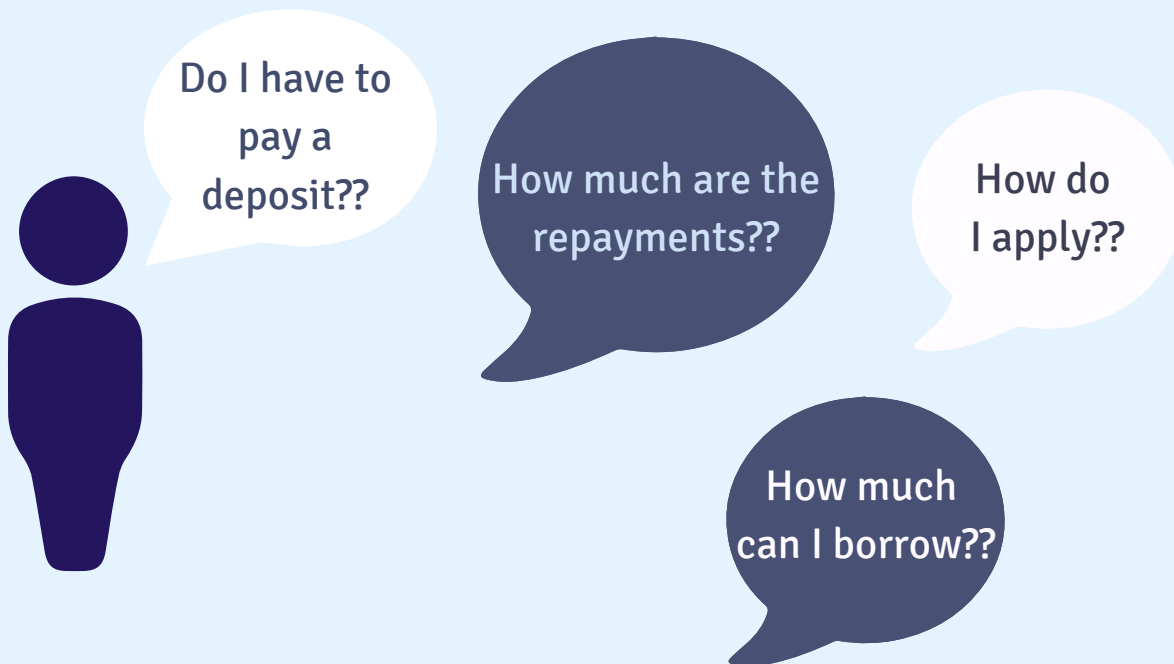 Do I have to
pay a
deposit??
How much are the
repayments??
How do
I apply??
How much
can I borrow??